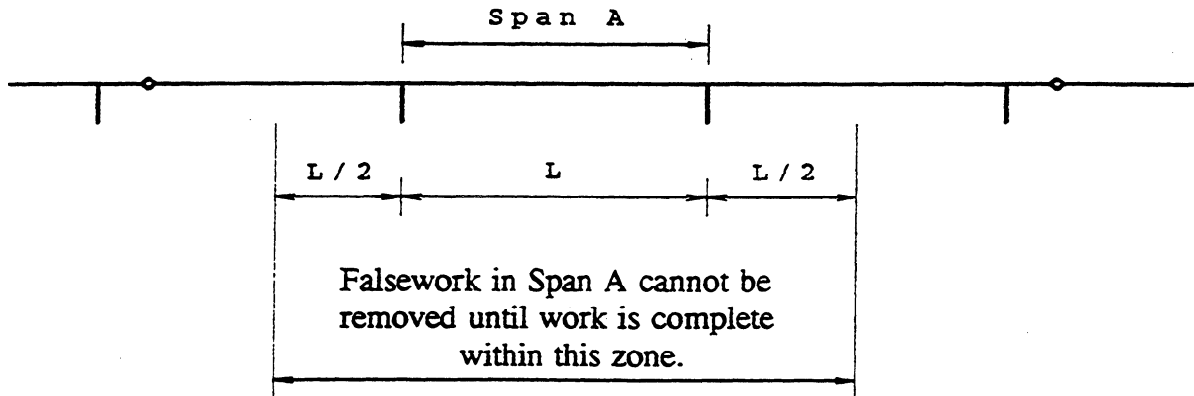 Span A
L/2
L
L/2
Falsework in Span A cannot be
removed until work is complete
within this zone.